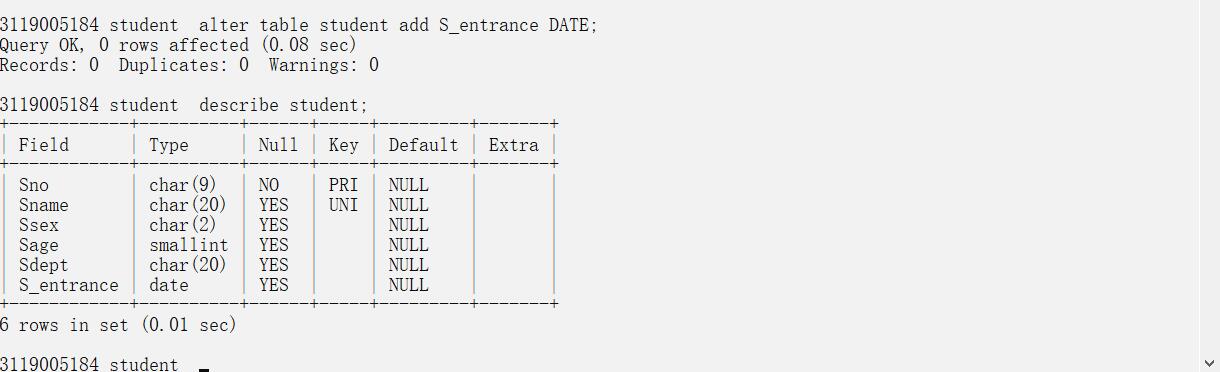 3119005184 student  alter table student add S_entrance DATE;
Query OK, 0 rows affected (0.08 sec)
Records: 0  Duplicates: 0  Warnings: 0
3119005184 student  describe student;
+------------+----------+------+-----+---------+-------+
| Field      | Type     | Null | Key | Default | Extra |
+------------+----------+------+-----+---------+-------+
| Sno        | char(9)  | NO   | PRI | NULL    |       |
| Sname      | char(20) | YES  | UNI | NULL    |       |
| Ssex       | char(2)  | YES  |     | NULL    |       |
| Sage       | smallint | YES  |     | NULL    |       |
| Sdept      | char(20) | YES  |     | NULL    |       |
| S_entrance | date     | YES  |     | NULL    |       |
+------------+----------+------+-----+---------+-------+
6 rows in set (0.01 sec)
3119005184 student  _